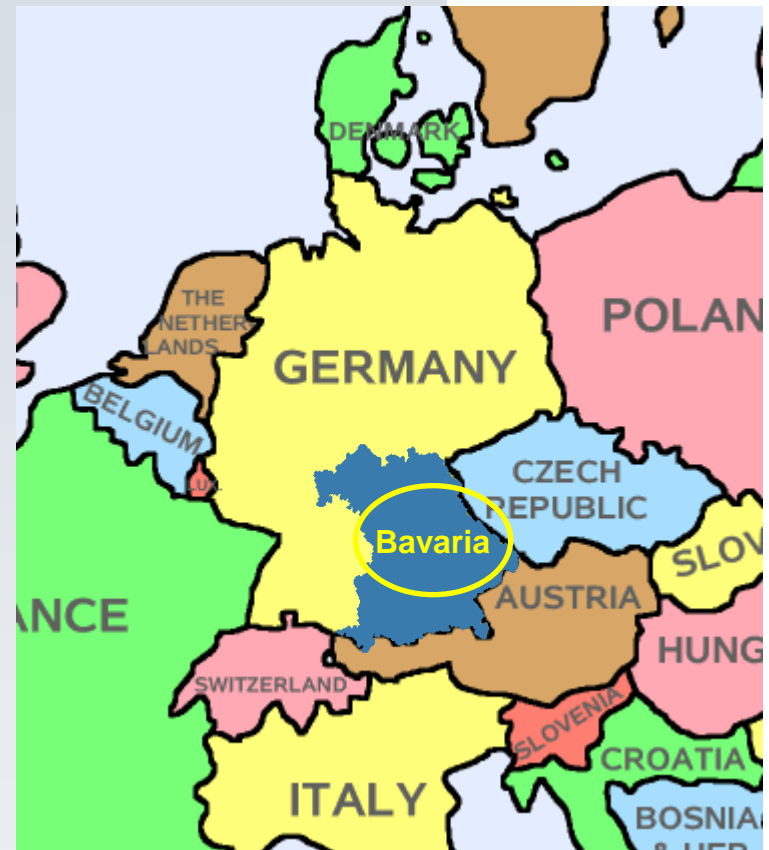 DENMARK
THE
NETHER-
LANDS
POLAN
GERMANY
BELGIUM
LUX.
CZECH
REPUBLIC
Bavaria
SLOV
AUSTRIA
ANCE
HUNG
SWITZERLAND
SLOVENIA
CROATIA
ITALY
BOSNIA
& HER